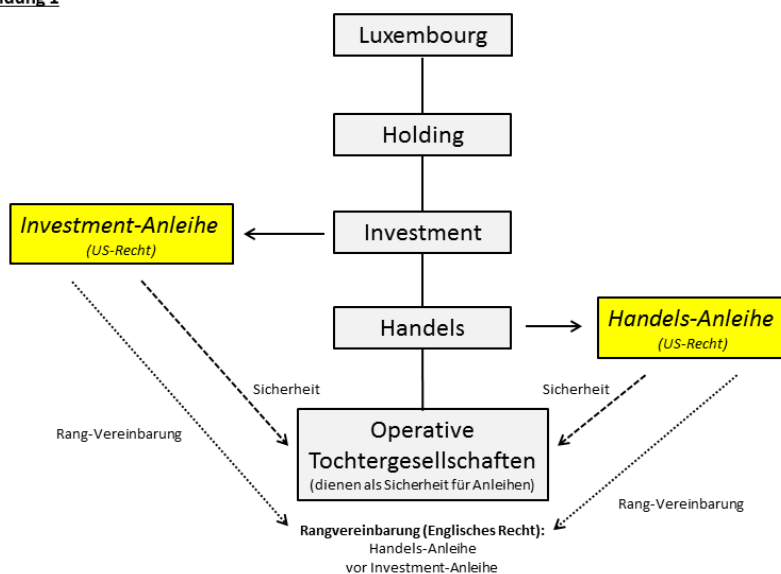 Luxembourg
Holding
Investment-Anleihe
(US-Recht)
Investment
Handels
Handels-Anleihe
(US-Recht)
Sicherheit
Sicherheit
Rang-Vereinbarung
Operative
Tochtergesellschaften
(dienen als Sicherheit für Anleihen)
Rang-Vereinbarung
Rangvereinbarung (Englisches Recht):
Handels-Anleihe
vor Investment-Anleihe